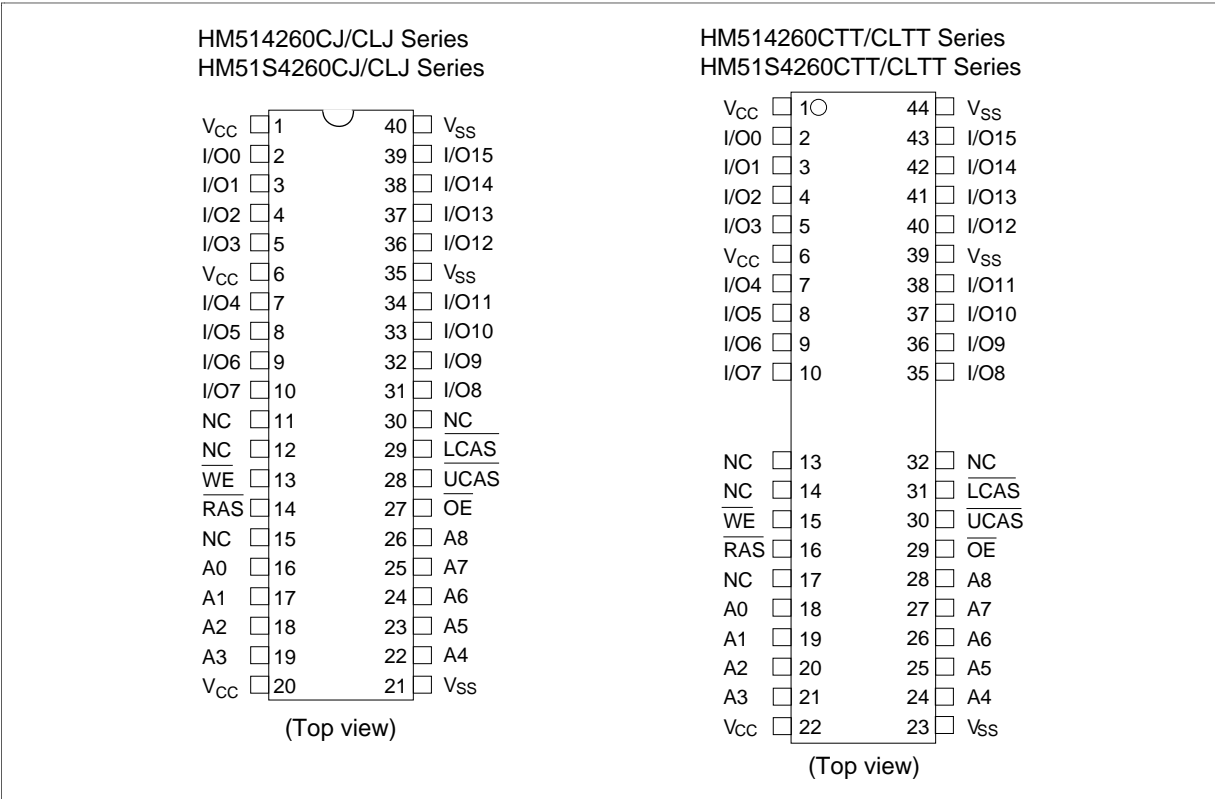 HM514260CJ/CLJ Series
HM51S4260CJ/CLJ Series
VCC 1 40 VSS
I/O0 2 39 I/O15
I/O1 3 38 I/O14
I/O2 4 37 I/O13
I/O3 5 36 I/O12
VCC 6 35 VSS
I/O4 7 34 I/O11
I/O5 8 33 I/O10
I/O6 9 32 I/O9
I/O7 10 31 I/O8
NC 11 30 NC
NC 12 29 LCAS
WE 13 28 UCAS
RAS 14 27 OE
NC 15 26 A8
A0 16 25 A7
A1 17 24 A6
A2 18 23 A5
A3 19 22 A4
VCC 20 21 VSS
(Top view)
HM514260CTT/CLTT Series
HM51S4260CTT/CLTT Series
VCC 1 44 VSS
I/O0 2 43 I/O15
I/O1 3 42 I/O14
I/O2 4 41 I/O13
I/O3 5 40 I/O12
VCC 6 39 VSS
I/O4 7 38 I/O11
I/O5 8 37 I/O10
I/O6 9 36 I/O9
I/O7 10 35 I/O8
NC 13 32 NC
NC 14 31 LCAS
WE 15 30 UCAS
RAS 16 29 OE
NC 17 28 A8
A0 18 27 A7
A1 19 26 A6
A2 20 25 A5
A3 21 24 A4
VCC 22 23 VSS
(Top view)